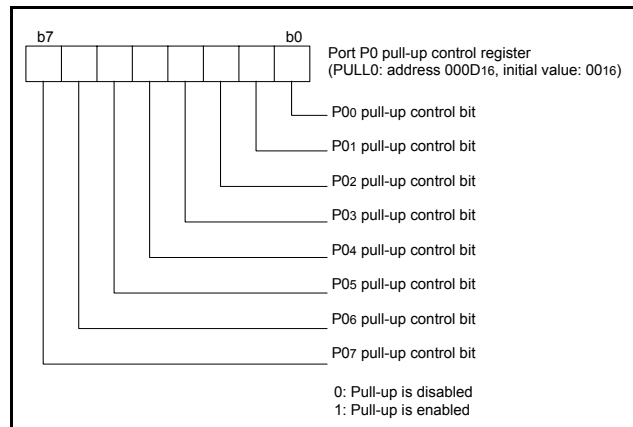 b7 b0
Port P0 pull-up control register
(PULL0: address 000D16, initial value: 0016)
P00 pull-up control bit
P01 pull-up control bit
P02 pull-up control bit
P03 pull-up control bit
P04 pull-up control bit
P05 pull-up control bit
P06 pull-up control bit
P07 pull-up control bit
0: Pull-up is disabled
1: Pull-up is enabled